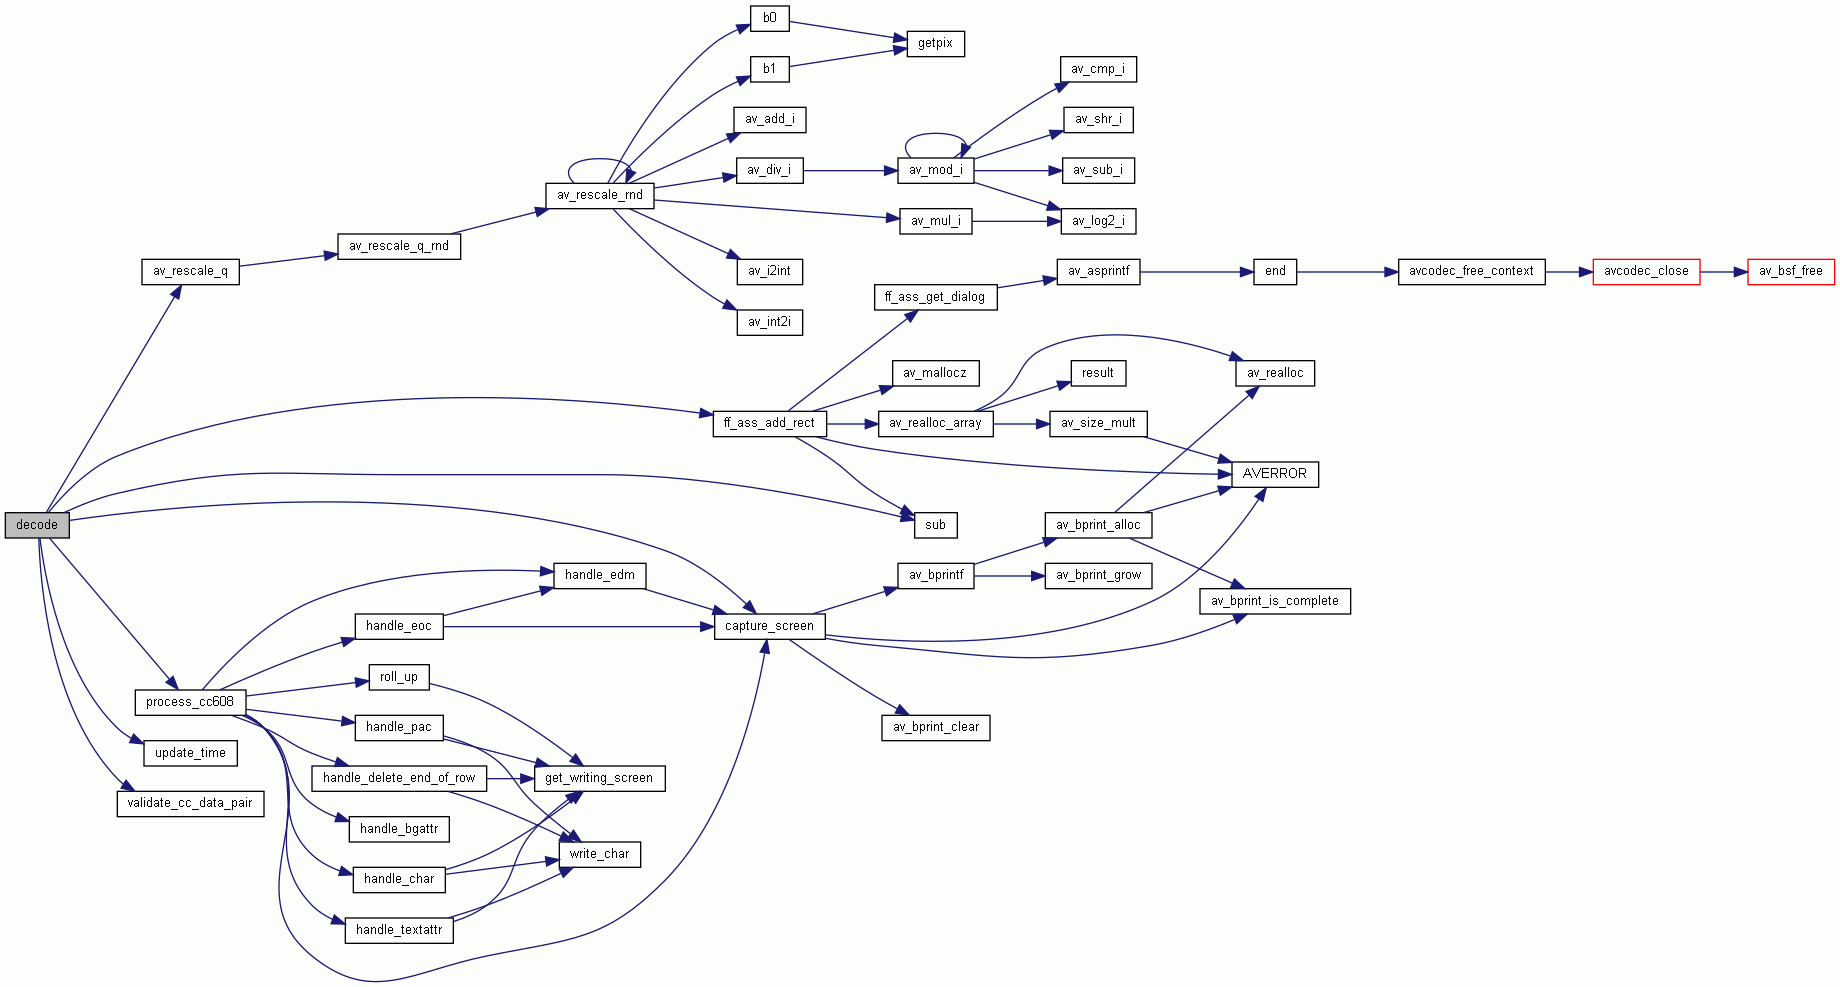 b0
getpix
b1
av_cmp_i
av_add_i
av_shr_i
av_div_i
av_mod_i
av_sub_i
av_rescale_rnd
av_mul_i
av_log2_i
av_rescale_q_rnd
av_rescale_q
av_i2int
av_asprintf
end
avcodec_free_context
avcodec_close
av_bsf_free
ff_ass_get_dialog
av_int2i
av_mallocz
result
av_realloc
ff_ass_add_rect
av_realloc_array
av_size_mult
AVERROR
decode
sub
av_bprint_alloc
handle_edm
av_bprintf
av_bprint_grow
av_bprint_is_complete
handle_eoc
capture_screen
roll_up
process_cc608
handle_pac
av_bprint_clear
update_time
handle_delete_end_of_row
get_writing_screen
validate_cc_data_pair
handle_bgattr
write_char
handle_char
handle_textattr